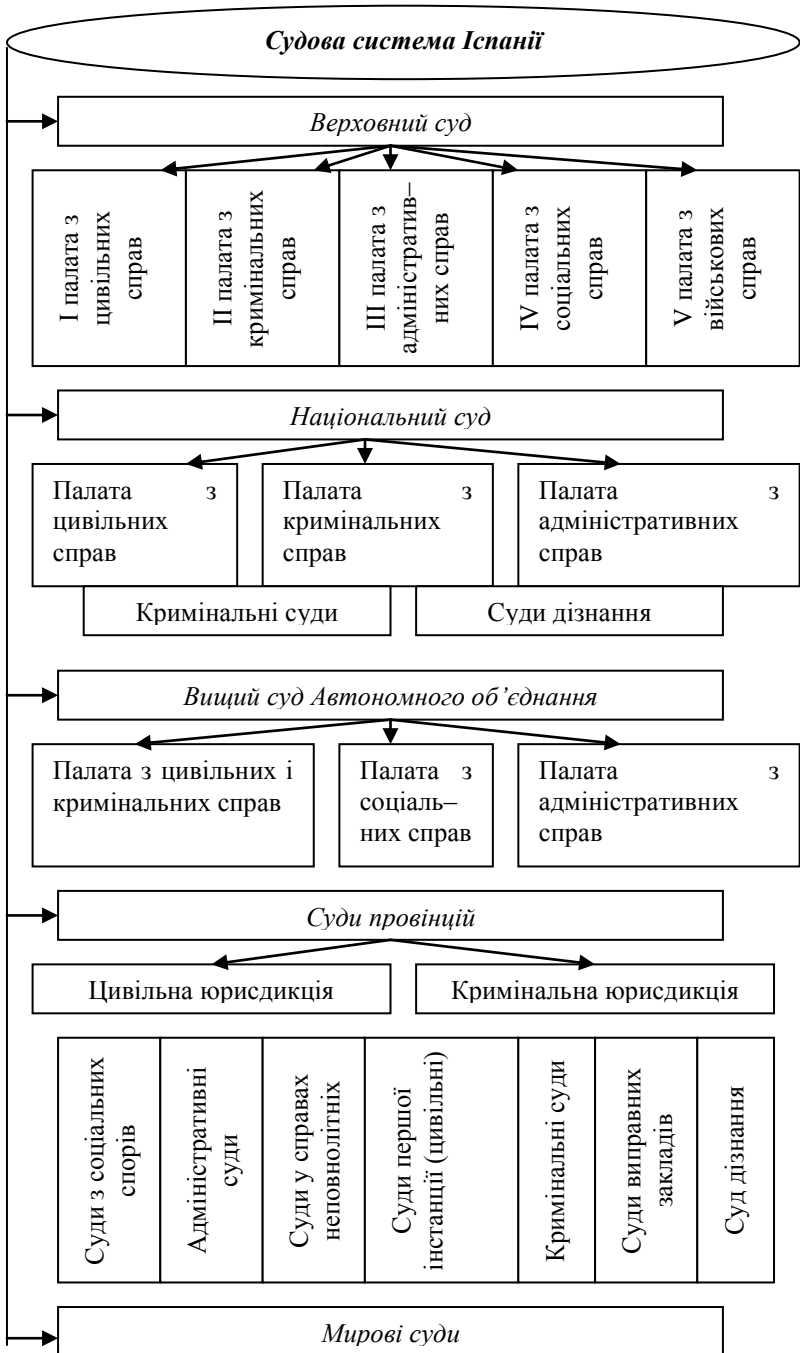 Судова система Іспанії
Верховний суд
І палата з
цивільних
справ
ІІ палата з
кримінальних
справ
ІІІ палата з
адміністратив–
них справ
IV палата з
соціальних
справ
V палата з
військових
справ
Національний суд
Палата з
цивільних
справ
Палата з
кримінальних
справ
Палата з
адміністративних
справ
Кримінальні суди
Суди дізнання
Вищий суд Автономного об’єднання
Палата з цивільних і
кримінальних справ
Палата з
соціаль–
них справ
Палата з
адміністративних
справ
Суди провінцій
Цивільна юрисдикція
Кримінальна юрисдикція
Суди з соціальних
спорів
Адміністративні
суди
Суди у справах
неповнолітніх
Суди першої
інстанції (цивільні)
Кримінальні суди
Суди виправних
закладів
Суд дізнання
Мирові суди